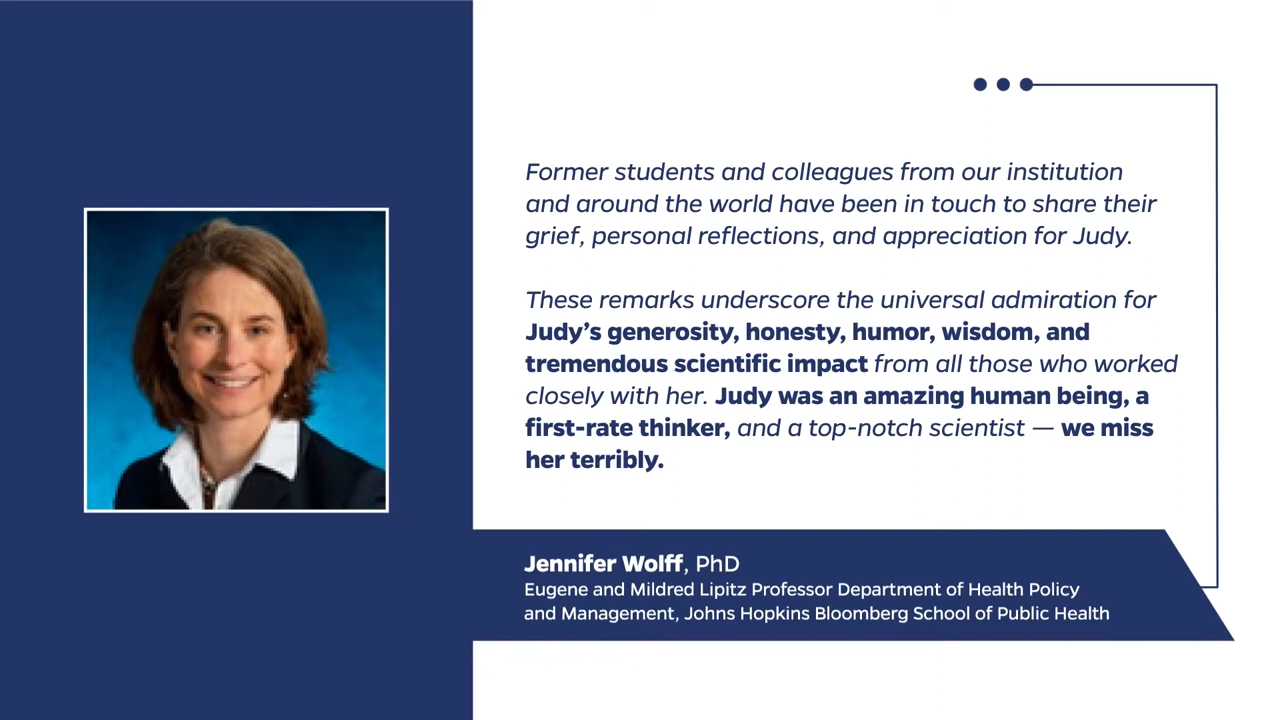 Former students and colleagues from our institution
and around the world have been in touch to share their
grief, personal reflections, and appreciation for Judy.
These remarks underscore the universal admiration for
Judy’s generosity, honesty, humor, wisdom, and
tremendous scientific impact from all those who worked
closely with her. Judy was an amazing human being, a
first-rate thinker, and a top-notch scientist — we miss
her terribly.
Jennifer Wolff, PhD
Eugene and Mildred Lipitz Professor Department of Health Policy
and Management, Johns Hopkins Bloomberg School of Public Health